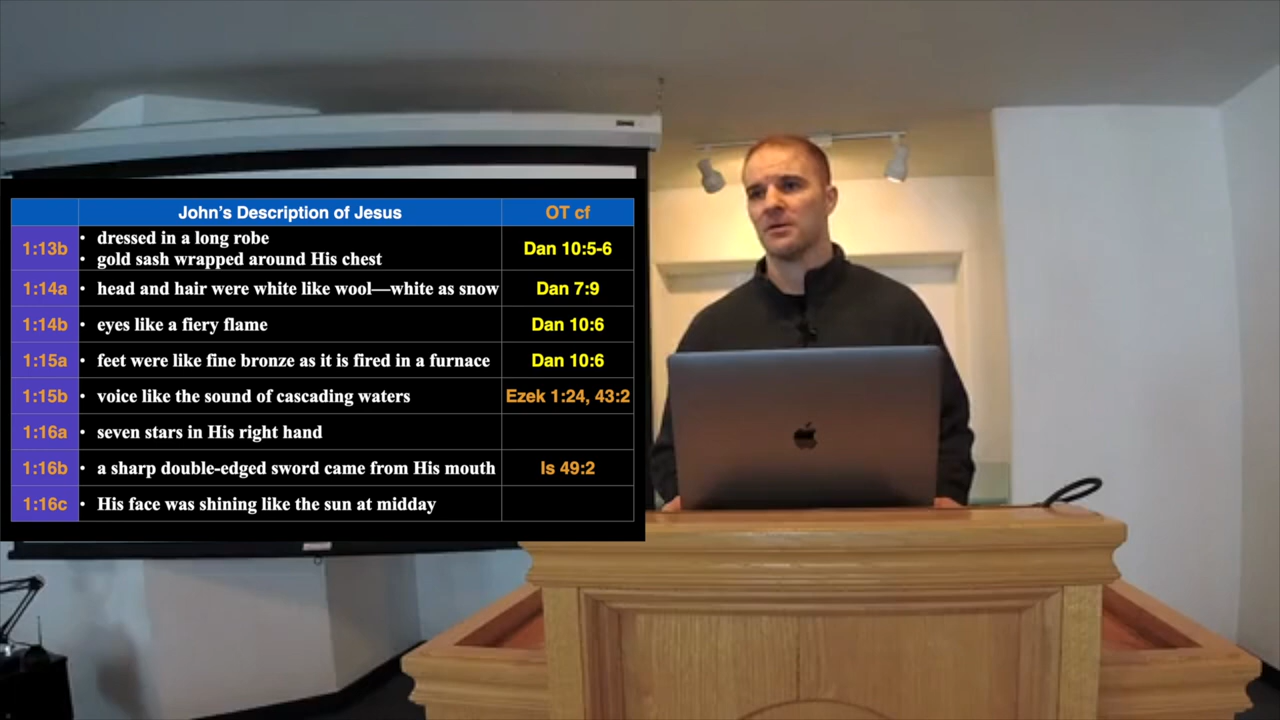 John's Description of Jesus OT cf
1:13b • dressed in a long robe
• gold sash wrapped around His chest Dan 10:5-6
1:14a • head and hair were white like wool—white as snow Dan 7:9
1:14b • eyes like a fiery flame Dan 10:6
1:15a • feet were like fine bronze as it is fired in a furnace Dan 10:6
1:15b • voice like the sound of cascading waters Ezek 1:24, 43:2
1:16a • seven stars in His right hand
1:16b • a sharp double-edged sword came from His mouth Is 49:2
1:16c • His face was shining like the sun at midday